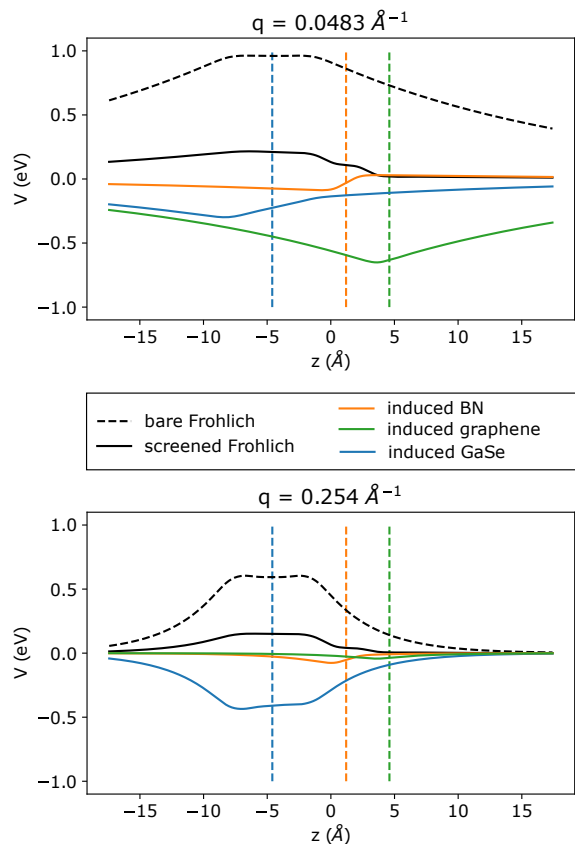 q = 0.0483 Å⁻¹
1.0
0.5
0.0
−0.5
−1.0
V (eV)
−15 −10 −5 0 5 10 15
z (Å)
bare Frohlich
screened Frohlich
induced BN
induced graphene
induced GaSe
q = 0.254 Å⁻¹
1.0
0.5
0.0
−0.5
−1.0
V (eV)
−15 −10 −5 0 5 10 15
z (Å)